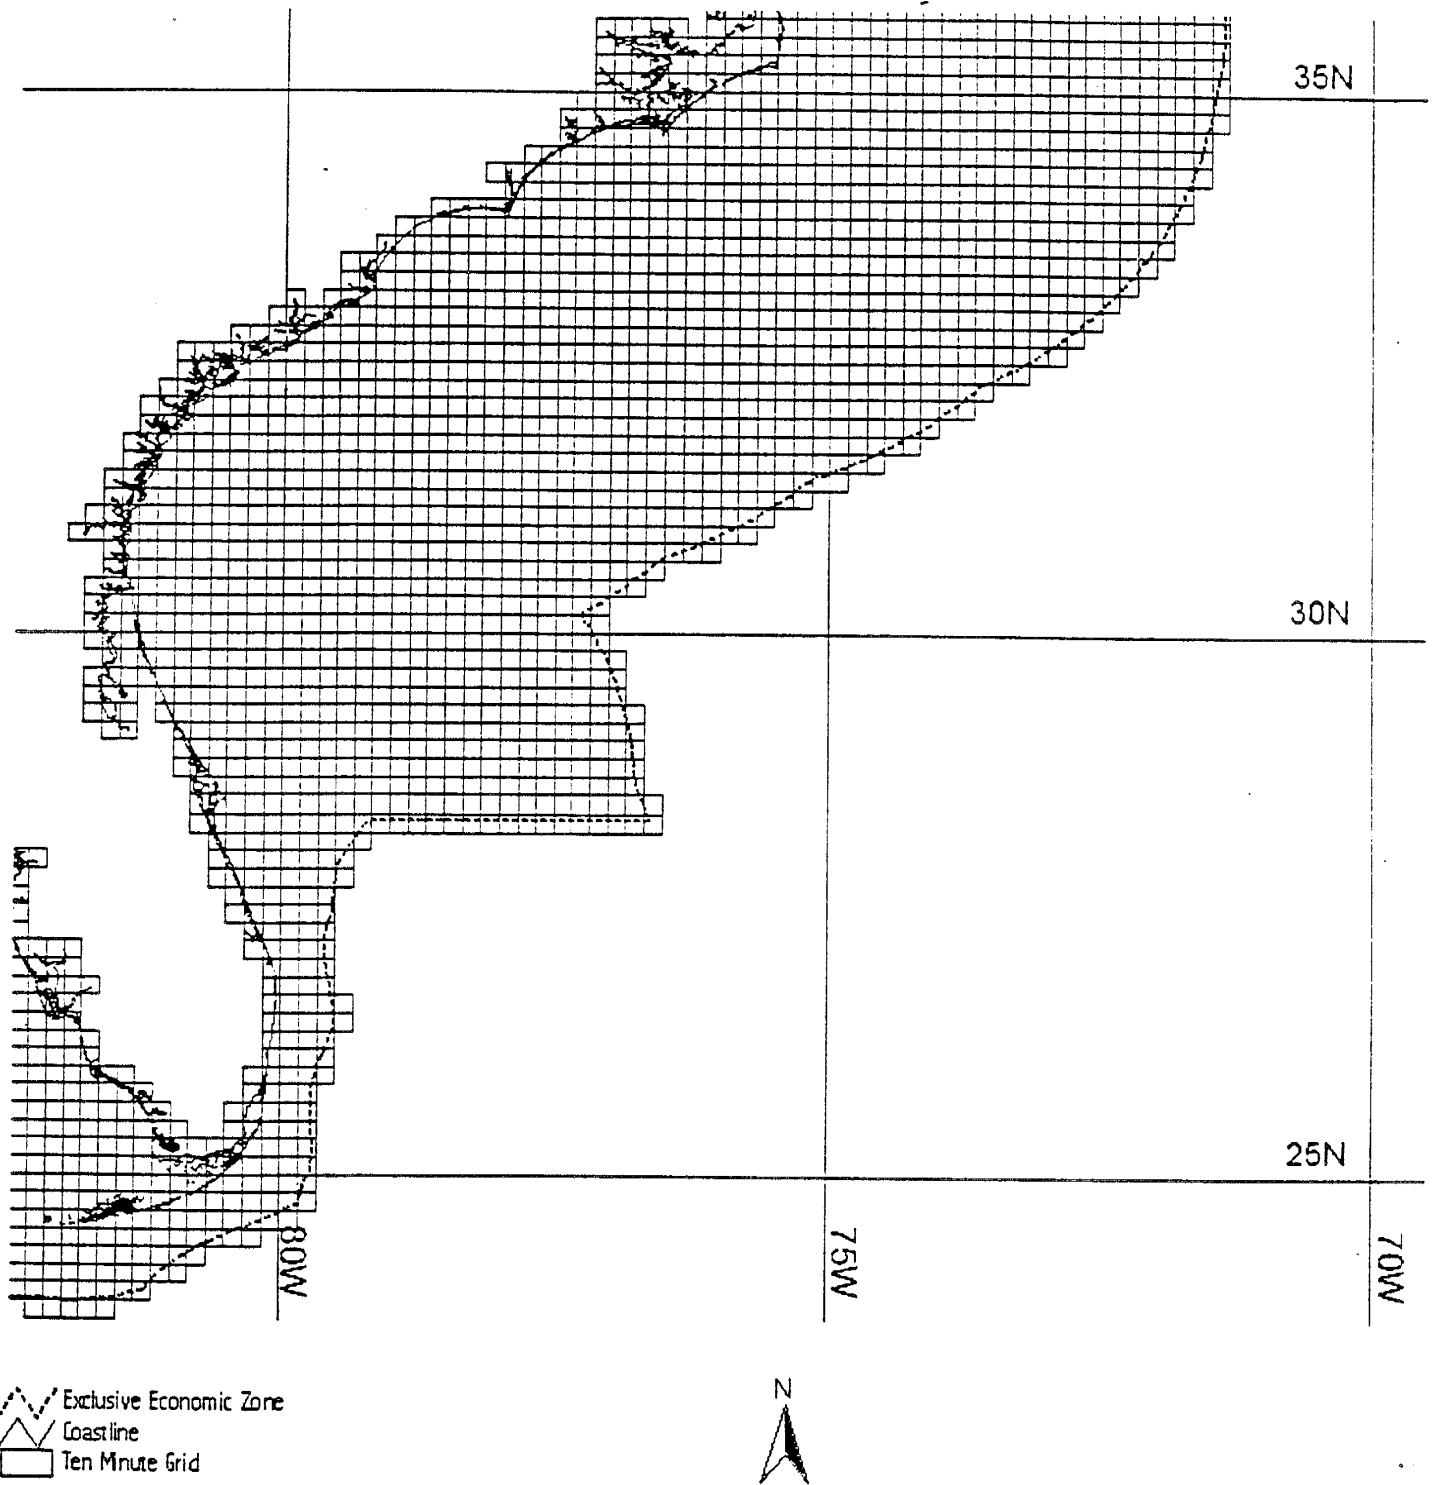 35N
30N
25N
80W
75W
70W
Exclusive Economic Zone
Coastline
Ten Minute Grid
N